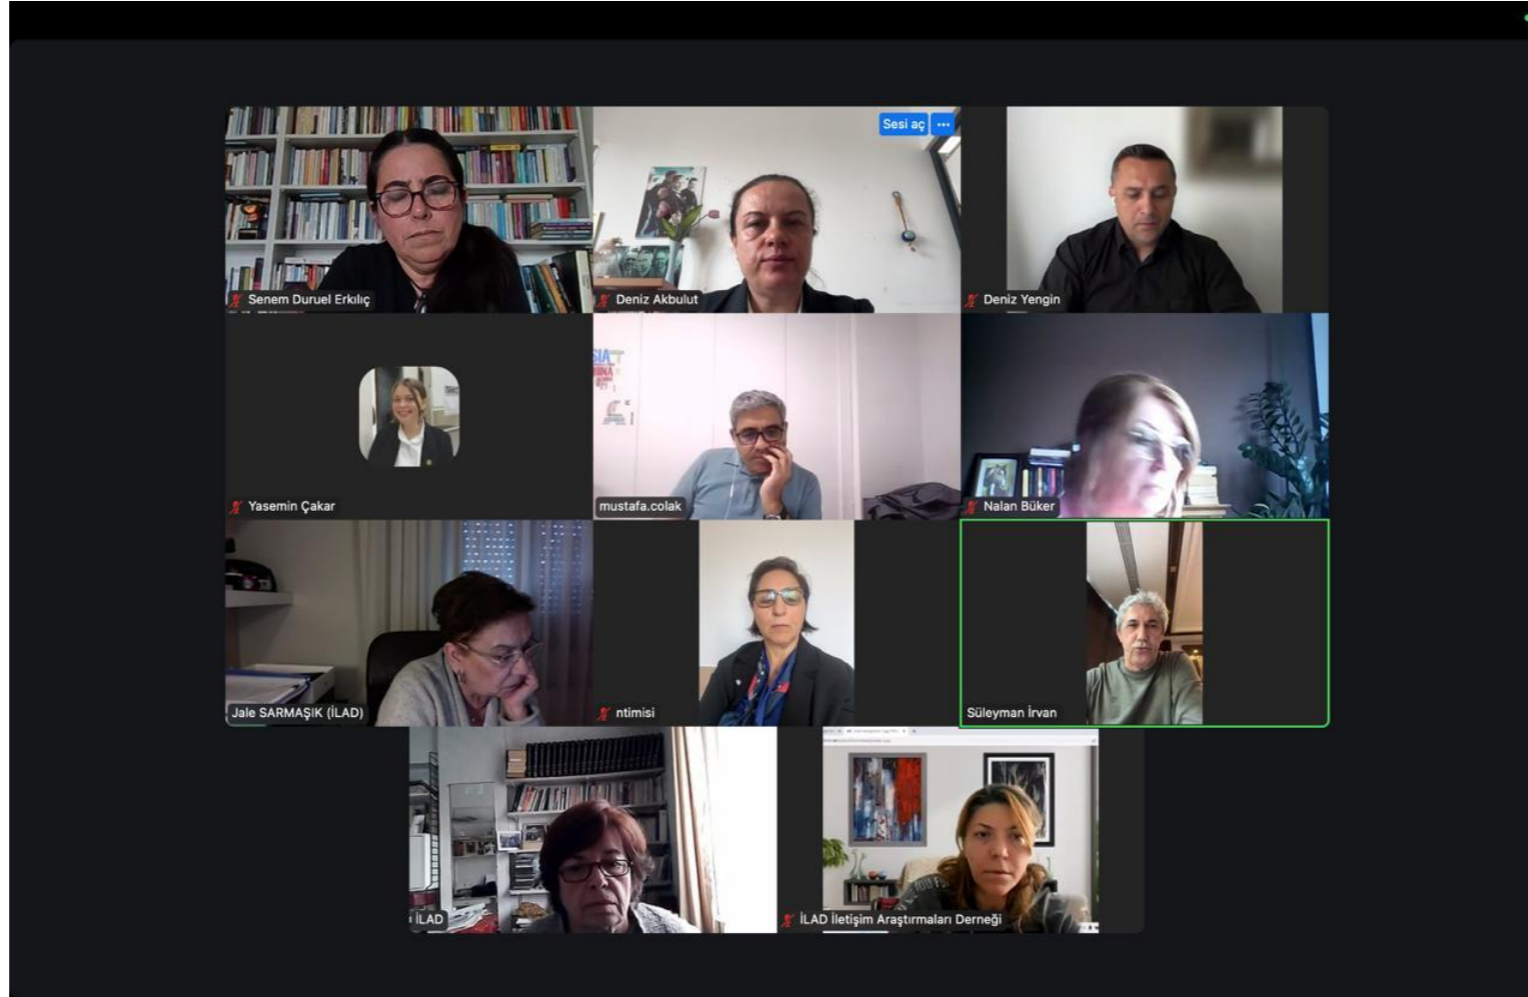 Sesi aç
Senem Duruel Erkılıç
Deniz Akbulut
Deniz Yengin
Yasemin Çakar
mustafa.colak
Nalan Büker
Jale SARMAŞIK (İLAD)
ntimisi
Süleyman İrvan
İLAD
İLAD İletişim Araştırmaları Derneği